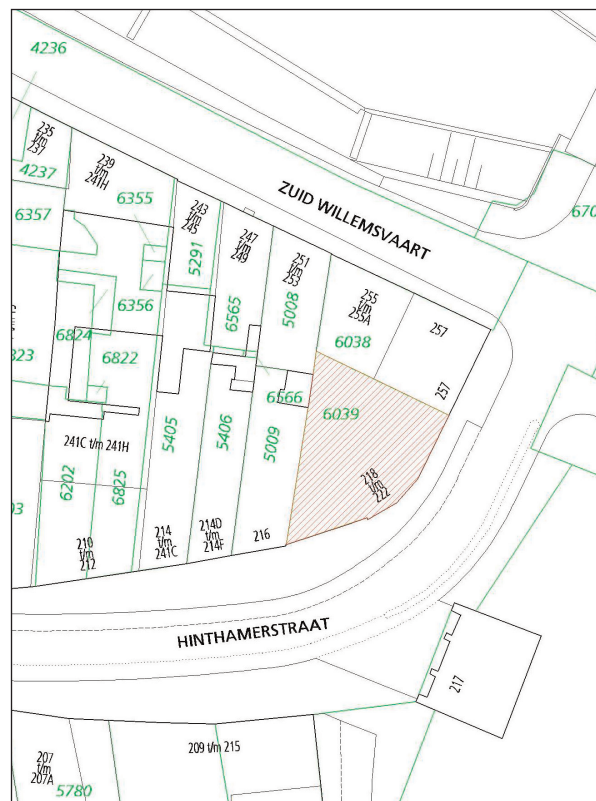 4236
235
t/m
237
4237
239
t/m
241H
6355
6357
243
t/m
245
5291
247
t/m
249
6565
251
t/m
253
5008
255
t/m
255A
6038
257
257
ZUID WILLEMSVAART
670
6356
6824
6822
823
6566
6039
5405
5406
5009
241C t/m 241H
6202
6825
03
210
t/m
212
214
t/m
241C
214D
t/m
214F
216
218
t/m
222
HINTHAMERSTRAAT
217
209 t/m 215
207
t/m
207A
5780